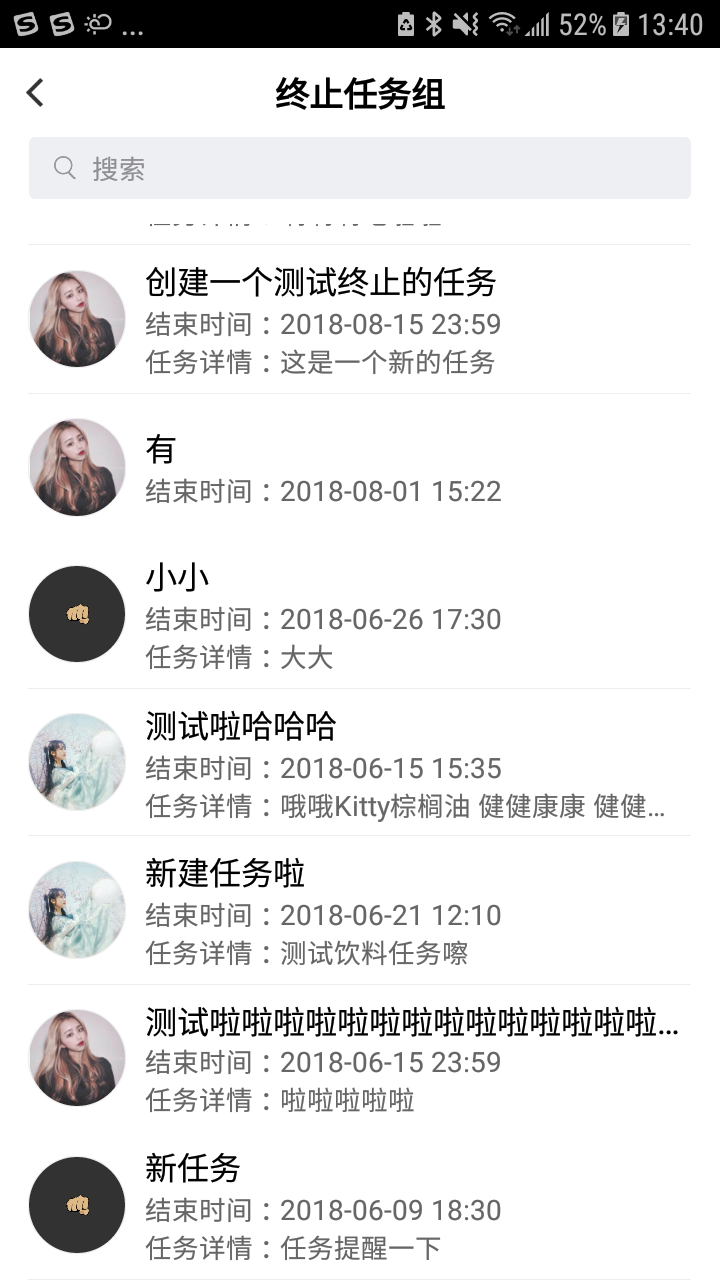 ... 52% 13:40
终止任务组
搜索
创建一个测试终止的任务
结束时间：2018-08-15 23:59
任务详情：这是一个新的任务
有
结束时间：2018-08-01 15:22
小小
结束时间：2018-06-26 17:30
任务详情：大大
测试啦哈哈哈
结束时间：2018-06-15 15:35
任务详情：哦哦Kitty棕榈油 健健康康 健健...
新建任务啦
结束时间：2018-06-21 12:10
任务详情：测试饮料任务嚓
测试啦啦啦啦啦啦啦啦啦啦啦啦啦啦...
结束时间：2018-06-15 23:59
任务详情：啦啦啦啦啦
新任务
结束时间：2018-06-09 18:30
任务详情：任务提醒一下